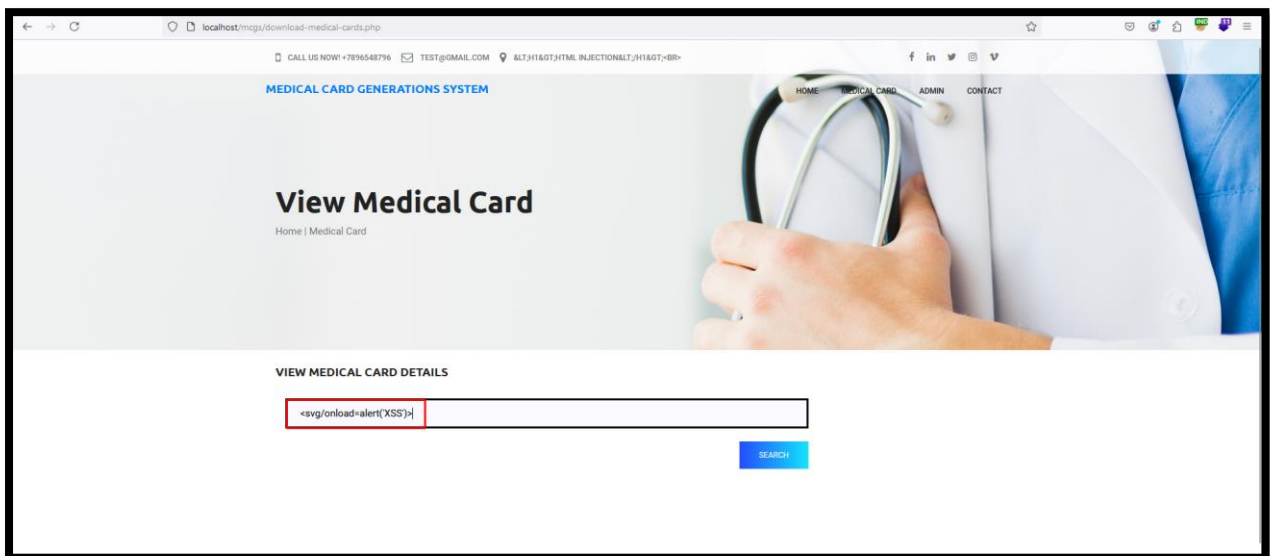 localhost/mcgs/download-medical-cards.php
CALL US NOW! +7896548796 TEST@GMAIL.COM &LT;H1&GT;HTML INJECTION&LT;/H1&GT;<BR>
MEDICAL CARD GENERATIONS SYSTEM
HOME MEDICAL CARD ADMIN CONTACT
View Medical Card
Home | Medical Card
VIEW MEDICAL CARD DETAILS
<svg/onload=alert('XSS')>
SEARCH